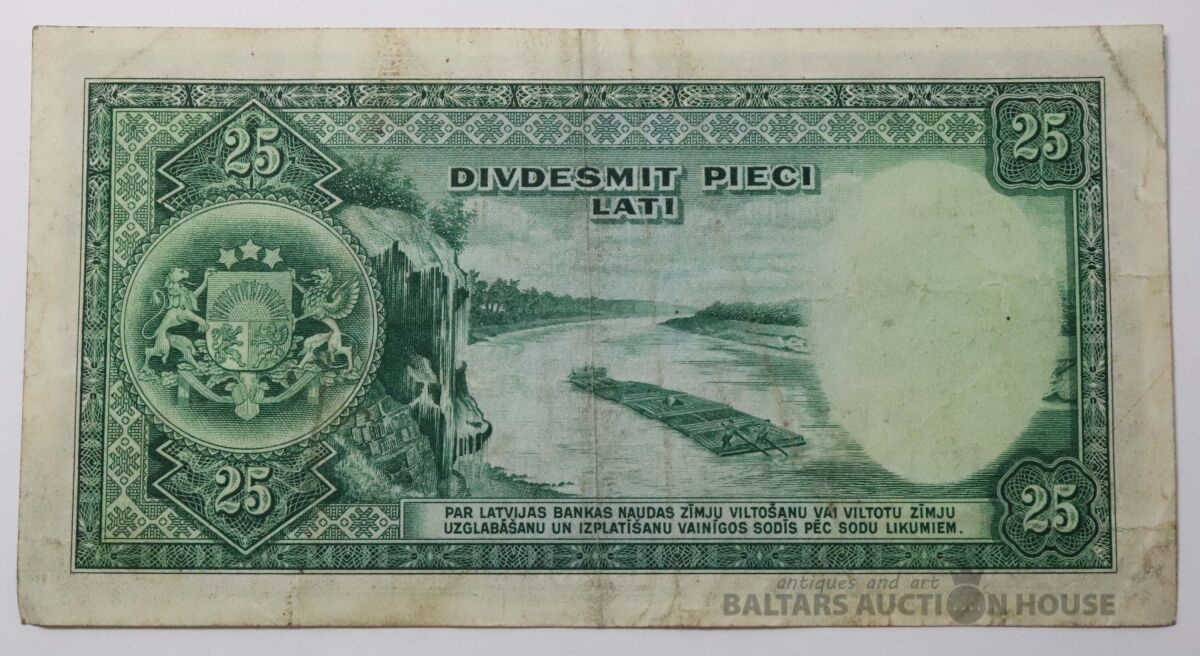 25
25
DIVDESMIT PIECI
LATI
25
25
PAR LATVIJAS BANKAS NAUDAS ZĪMJU VILTOŠANU VAI VILTOTU ZĪMJU
UZGLABĀŠANU UN IZPLATĪŠANU VAINĪGOS SODĪS PĒC SODU LIKUMIEM.
antiques and art
BALTARS AUCTION HOUSE